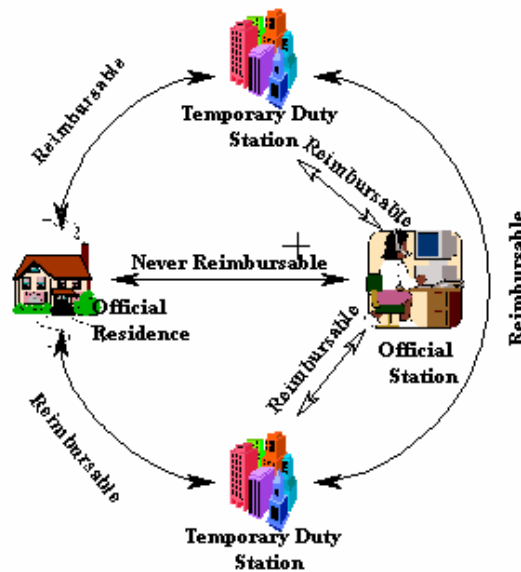 Reimbursable
Temporary Duty
Station
Reimbursable
Reimbursable
Never Reimbursable
Official
Residence
Official
Station
Reimbursable
Reimbursable
Temporary Duty
Station